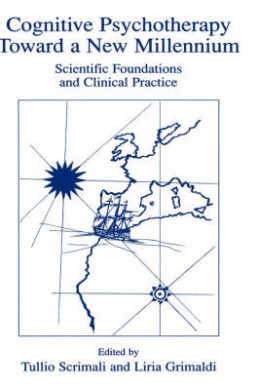 Cognitive Psychotherapy
Toward a New Millennium
Scientific Foundations
and Clinical Practice
Edited by
Tullio Scrimali and Liria Grimaldi